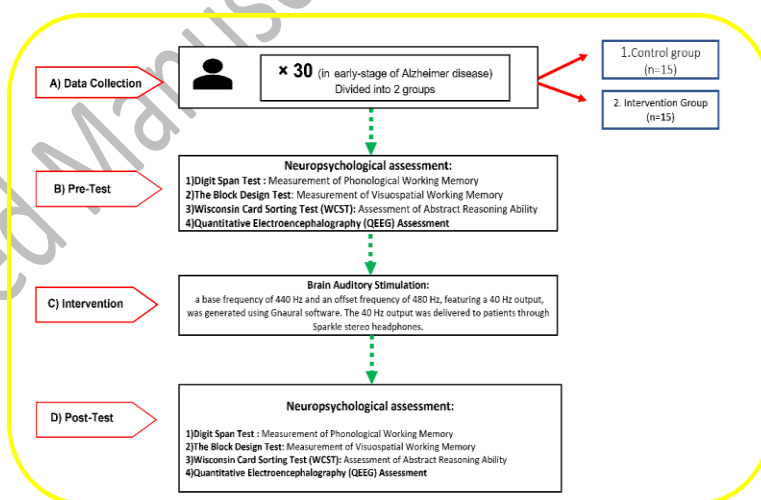 ed Manus
A) Data Collection
× 30 (in early-stage of Alzheimer disease)
Divided into 2 groups
1.Control group
(n=15)
2. Intervention Group
(n=15)
B) Pre-Test
Neuropsychological assessment:
1)Digit Span Test : Measurement of Phonological Working Memory
2)The Block Design Test: Measurement of Visuospatial Working Memory
3)Wisconsin Card Sorting Test (WCST): Assessment of Abstract Reasoning Ability
4)Quantitative Electroencephalography (QEEG) Assessment
C) Intervention
Brain Auditory Stimulation:
a base frequency of 440 Hz and an offset frequency of 480 Hz, featuring a 40 Hz output,
was generated using Gnaural software. The 40 Hz output was delivered to patients through
Sparkle stereo headphones.
D) Post-Test
Neuropsychological assessment:
1)Digit Span Test : Measurement of Phonological Working Memory
2)The Block Design Test: Measurement of Visuospatial Working Memory
3)Wisconsin Card Sorting Test (WCST): Assessment of Abstract Reasoning Ability
4)Quantitative Electroencephalography (QEEG) Assessment